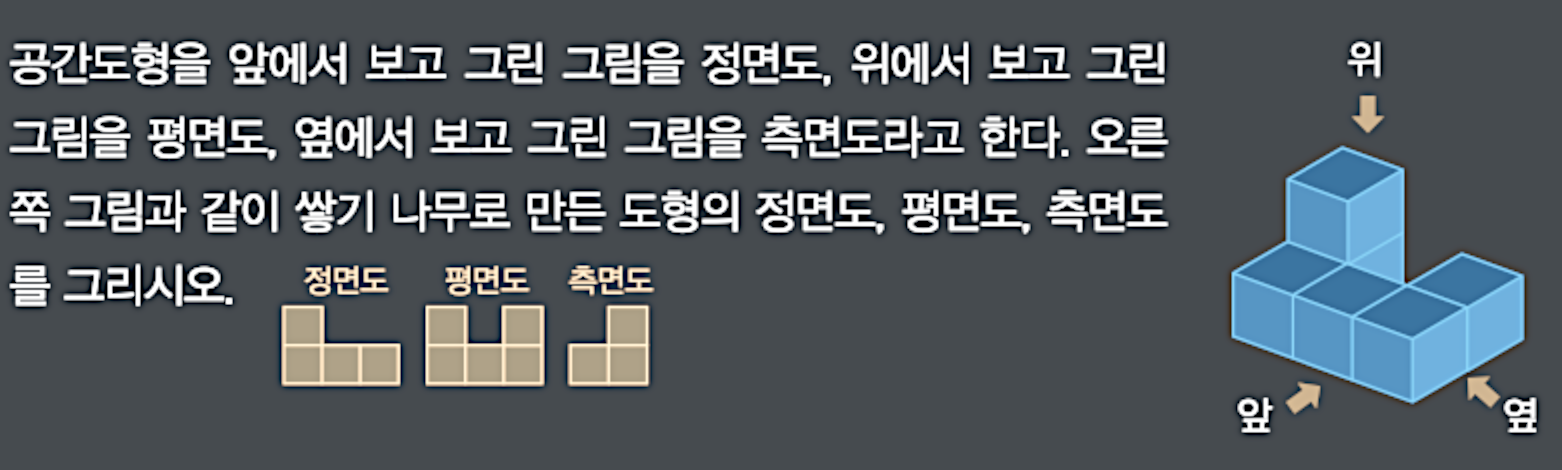 공간도형을 앞에서 보고 그린 그림을 정면도, 위에서 보고 그린
그림을 평면도, 옆에서 보고 그린 그림을 측면도라고 한다. 오른
쪽 그림과 같이 쌓기 나무로 만든 도형의 정면도, 평면도, 측면도
를 그리시오.
정면도 평면도 측면도
위
앞
옆